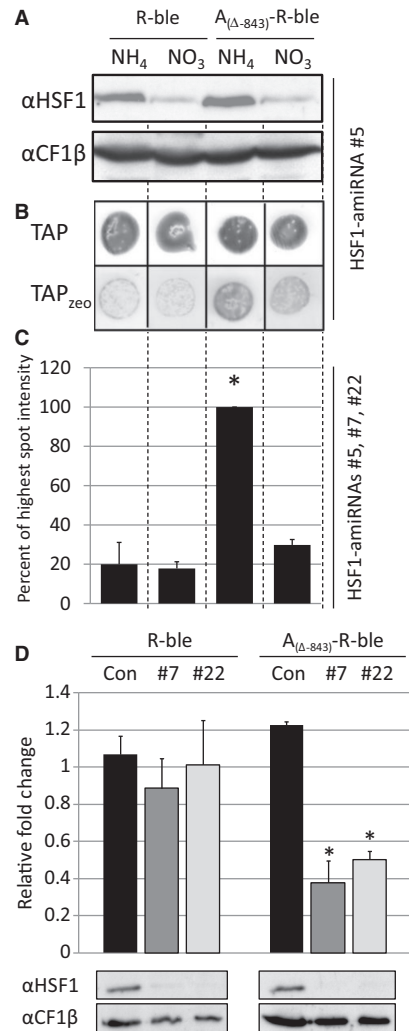 A
R-ble A(Δ-843)-R-ble
NH4 NO3 NH4 NO3
αHSF1
αCF1β
HSF1-amiRNA #5
B
TAP
TAPzeo
C
Percent of highest spot intensity
120
100
80
60
40
20
0
*
HSF1-amiRNAs #5, #7, #22
D
R-ble A(Δ-843)-R-ble
Con #7 #22 Con #7 #22
Relative fold change
1.4
1.2
1
0.8
0.6
0.4
0.2
0
* *
αHSF1
αCF1β